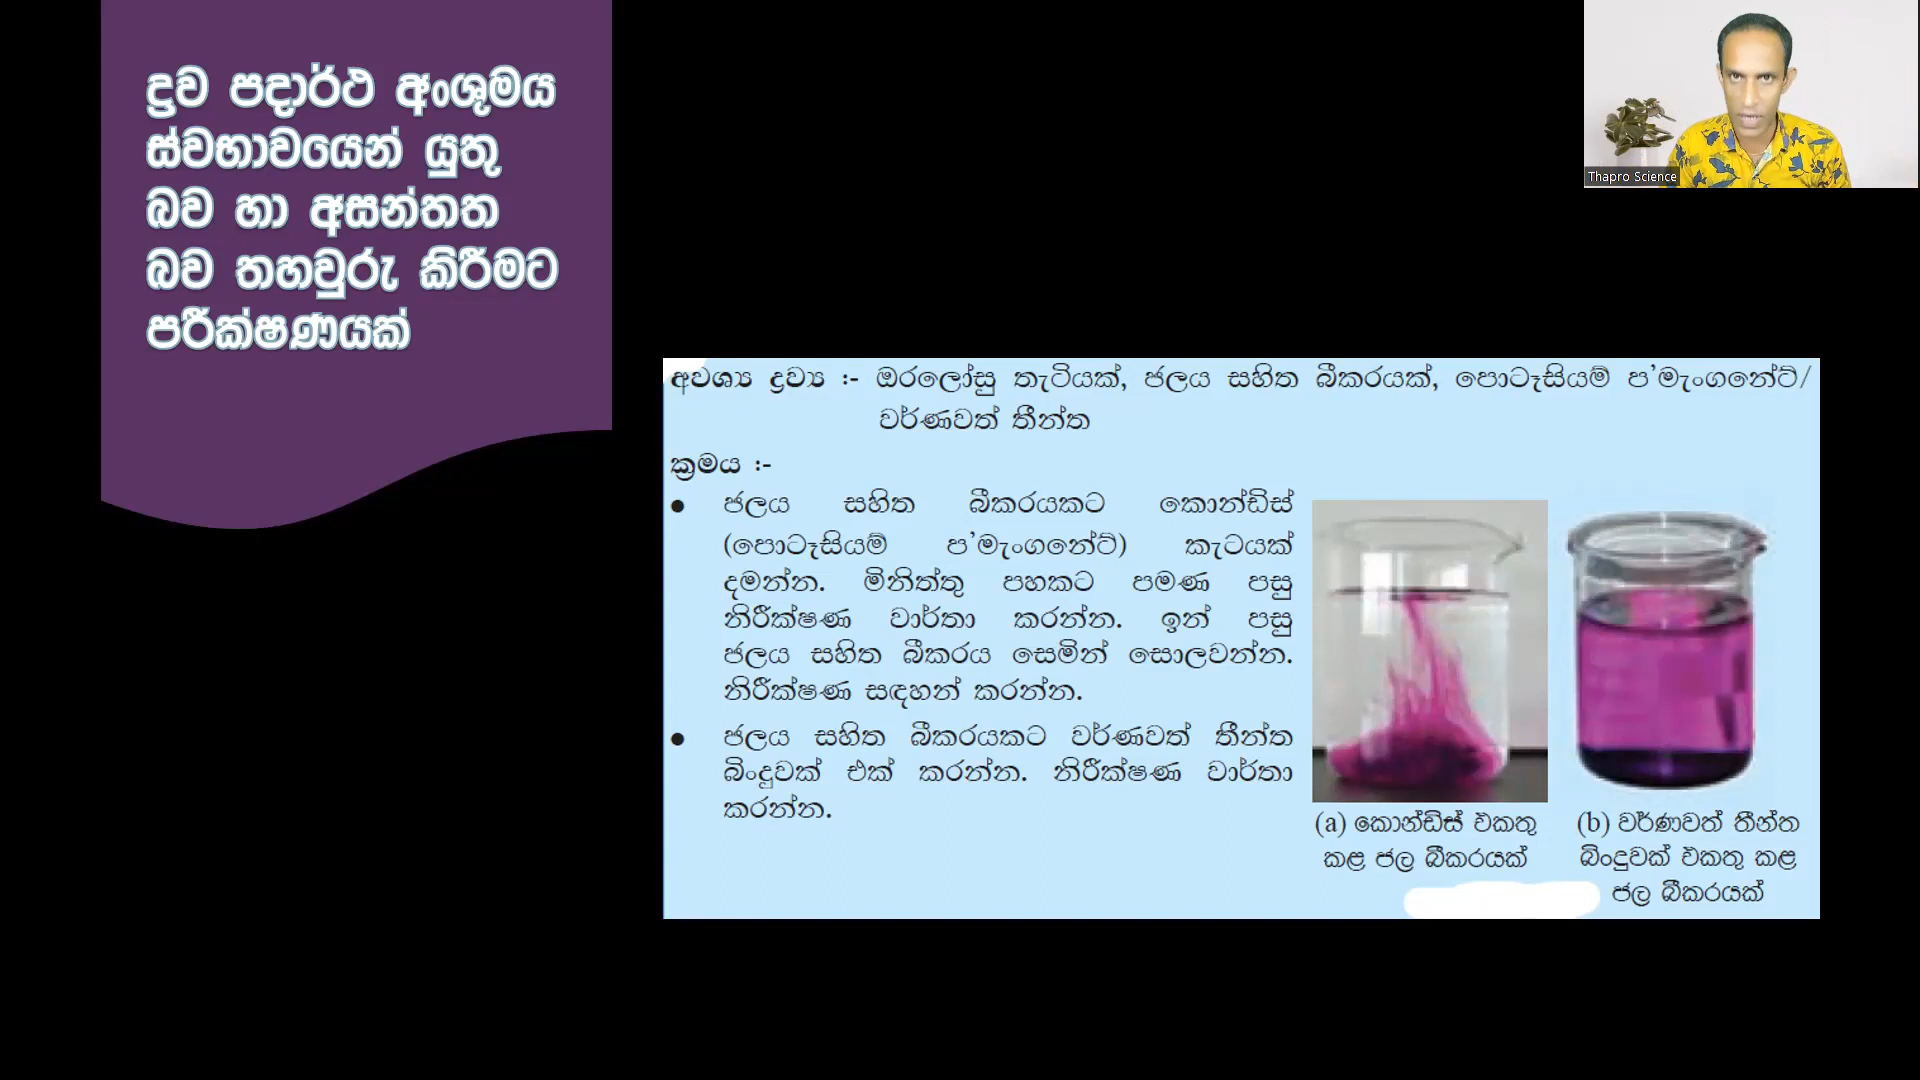 ද්‍රව පදාර්ථ අංශුමය
ස්වභාවයෙන් යුතු
බව හා අසන්තත
බව තහවුරු කිරීමට
පරීක්ෂණයක්
Thapro Science
අවශ්‍ය ද්‍රව්‍ය :- ඔරලෝසු තැටියක්, ජලය සහිත බීකරයක්, පොටෑසියම් ප'මැංගනේට්/
වර්ණවත් තීන්ත
ක්‍රමය :-
● ජලය සහිත බීකරයකට කොන්ඩිස්
(පොටෑසියම් ප'මැංගනේට්) කැටයක්
දමන්න. මිනිත්තු පහකට පමණ පසු
නිරීක්ෂණ වාර්තා කරන්න. ඉන් පසු
ජලය සහිත බීකරය සෙමින් සොලවන්න.
නිරීක්ෂණ සඳහන් කරන්න.
● ජලය සහිත බීකරයකට වර්ණවත් තීන්ත
බිංදුවක් එක් කරන්න. නිරීක්ෂණ වාර්තා
කරන්න.
(a) කොන්ඩිස් එකතු
කළ ජල බීකරයක්
(b) වර්ණවත් තීන්ත
බිංදුවක් එකතු කළ
ජල බීකරයක්